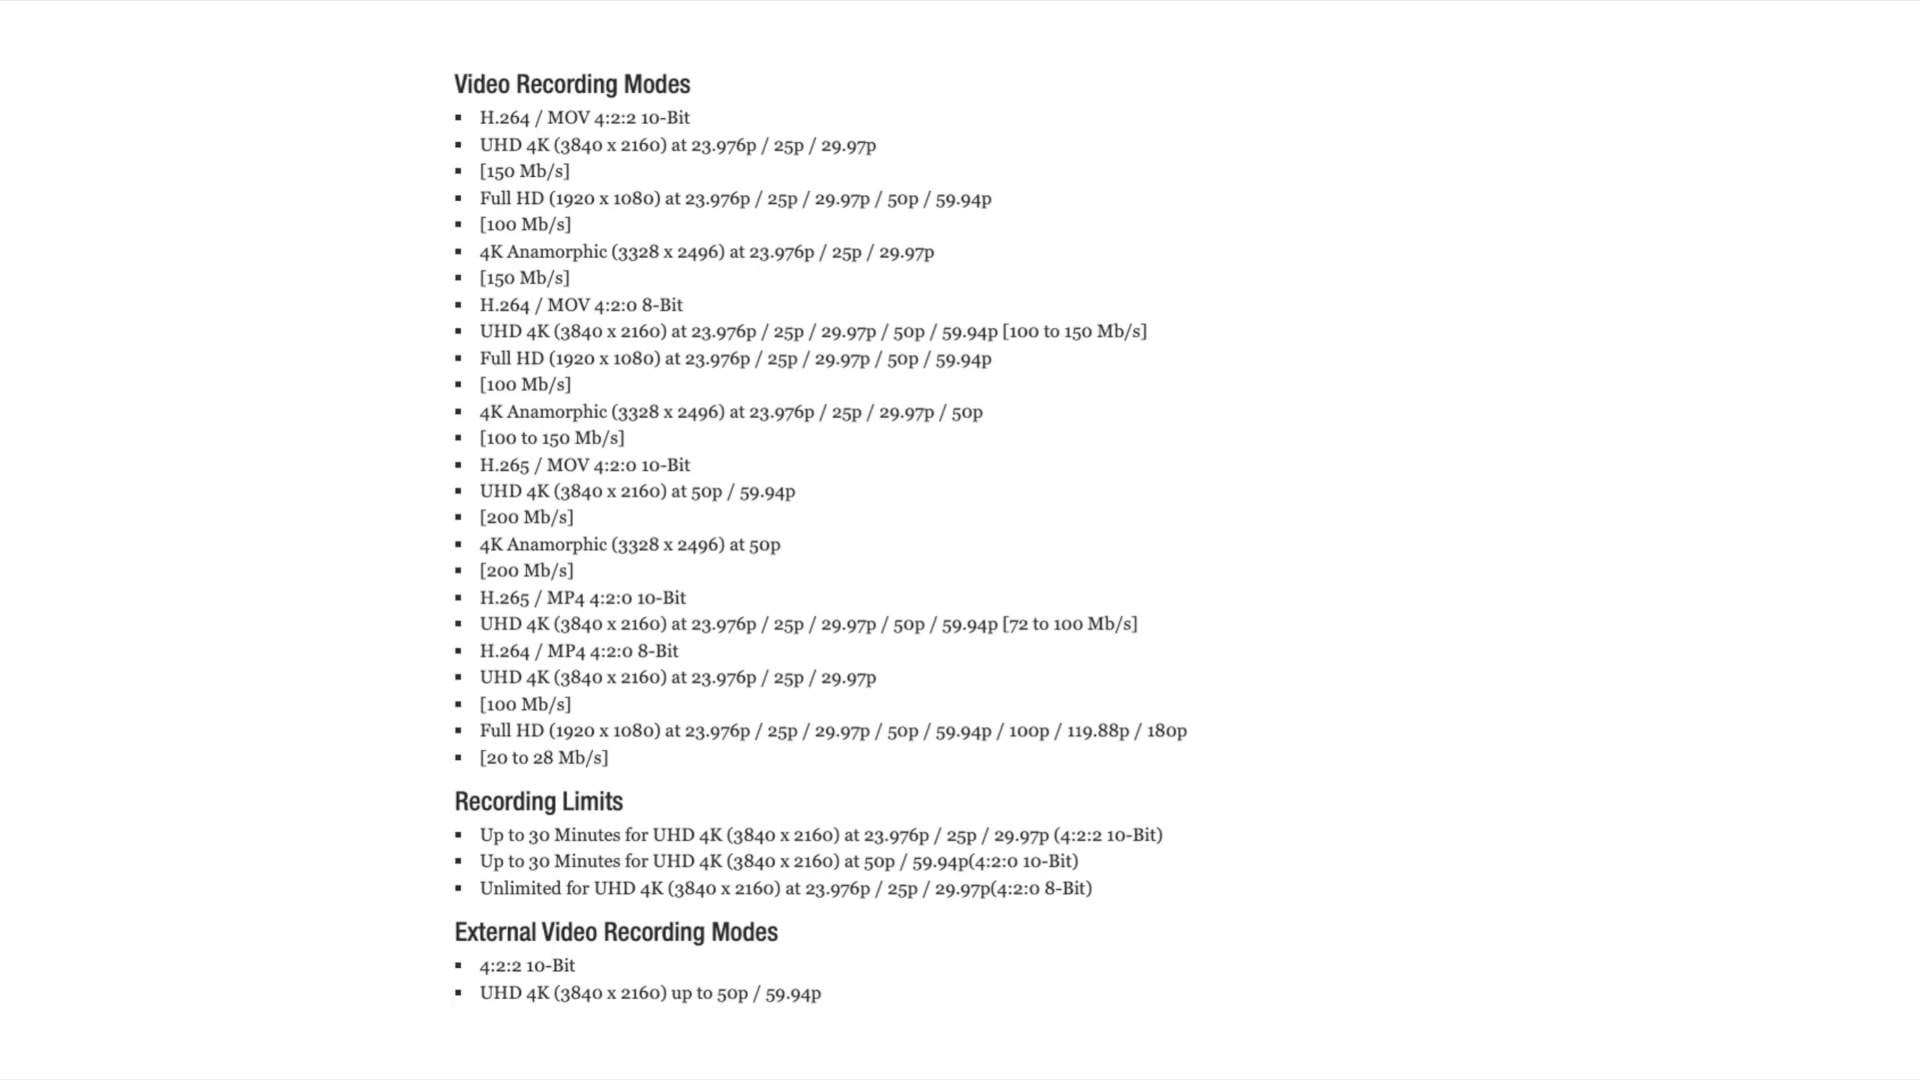 Video Recording Modes
▪ H.264 / MOV 4:2:2 10-Bit
▪ UHD 4K (3840 x 2160) at 23.976p / 25p / 29.97p
▪ [150 Mb/s]
▪ Full HD (1920 x 1080) at 23.976p / 25p / 29.97p / 50p / 59.94p
▪ [100 Mb/s]
▪ 4K Anamorphic (3328 x 2496) at 23.976p / 25p / 29.97p
▪ [150 Mb/s]
▪ H.264 / MOV 4:2:0 8-Bit
▪ UHD 4K (3840 x 2160) at 23.976p / 25p / 29.97p / 50p / 59.94p [100 to 150 Mb/s]
▪ Full HD (1920 x 1080) at 23.976p / 25p / 29.97p / 50p / 59.94p
▪ [100 Mb/s]
▪ 4K Anamorphic (3328 x 2496) at 23.976p / 25p / 29.97p / 50p
▪ [100 to 150 Mb/s]
▪ H.265 / MOV 4:2:0 10-Bit
▪ UHD 4K (3840 x 2160) at 50p / 59.94p
▪ [200 Mb/s]
▪ 4K Anamorphic (3328 x 2496) at 50p
▪ [200 Mb/s]
▪ H.265 / MP4 4:2:0 10-Bit
▪ UHD 4K (3840 x 2160) at 23.976p / 25p / 29.97p / 50p / 59.94p [72 to 100 Mb/s]
▪ H.264 / MP4 4:2:0 8-Bit
▪ UHD 4K (3840 x 2160) at 23.976p / 25p / 29.97p
▪ [100 Mb/s]
▪ Full HD (1920 x 1080) at 23.976p / 25p / 29.97p / 50p / 59.94p / 100p / 119.88p / 180p
▪ [20 to 28 Mb/s]
Recording Limits
▪ Up to 30 Minutes for UHD 4K (3840 x 2160) at 23.976p / 25p / 29.97p (4:2:2 10-Bit)
▪ Up to 30 Minutes for UHD 4K (3840 x 2160) at 50p / 59.94p(4:2:0 10-Bit)
▪ Unlimited for UHD 4K (3840 x 2160) at 23.976p / 25p / 29.97p(4:2:0 8-Bit)
External Video Recording Modes
▪ 4:2:2 10-Bit
▪ UHD 4K (3840 x 2160) up to 50p / 59.94p